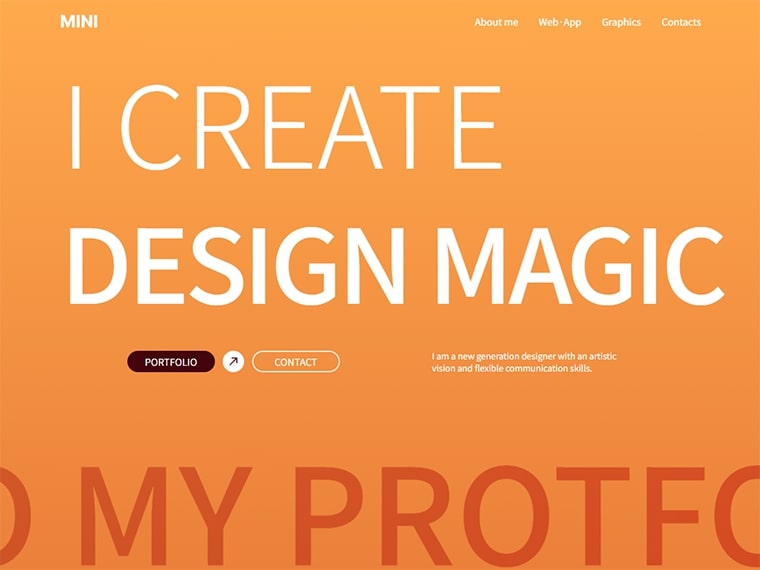 MINI
About me Web·App Graphics Contacts
I CREATE
DESIGN MAGIC
PORTFOLIO
CONTACT
I am a new generation designer with an artistic
vision and flexible communication skills.
O MY PROTFO